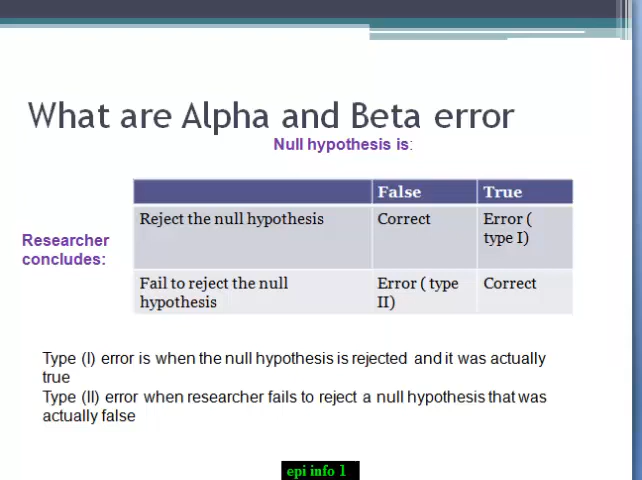 What are Alpha and Beta error
Null hypothesis is:
False True
Reject the null hypothesis Correct Error (
type I)
Researcher
concludes:
Fail to reject the null Error ( type Correct
hypothesis II)
Type (I) error is when the null hypothesis is rejected and it was actually
true
Type (II) error when researcher fails to reject a null hypothesis that was
actually false
epi info 1